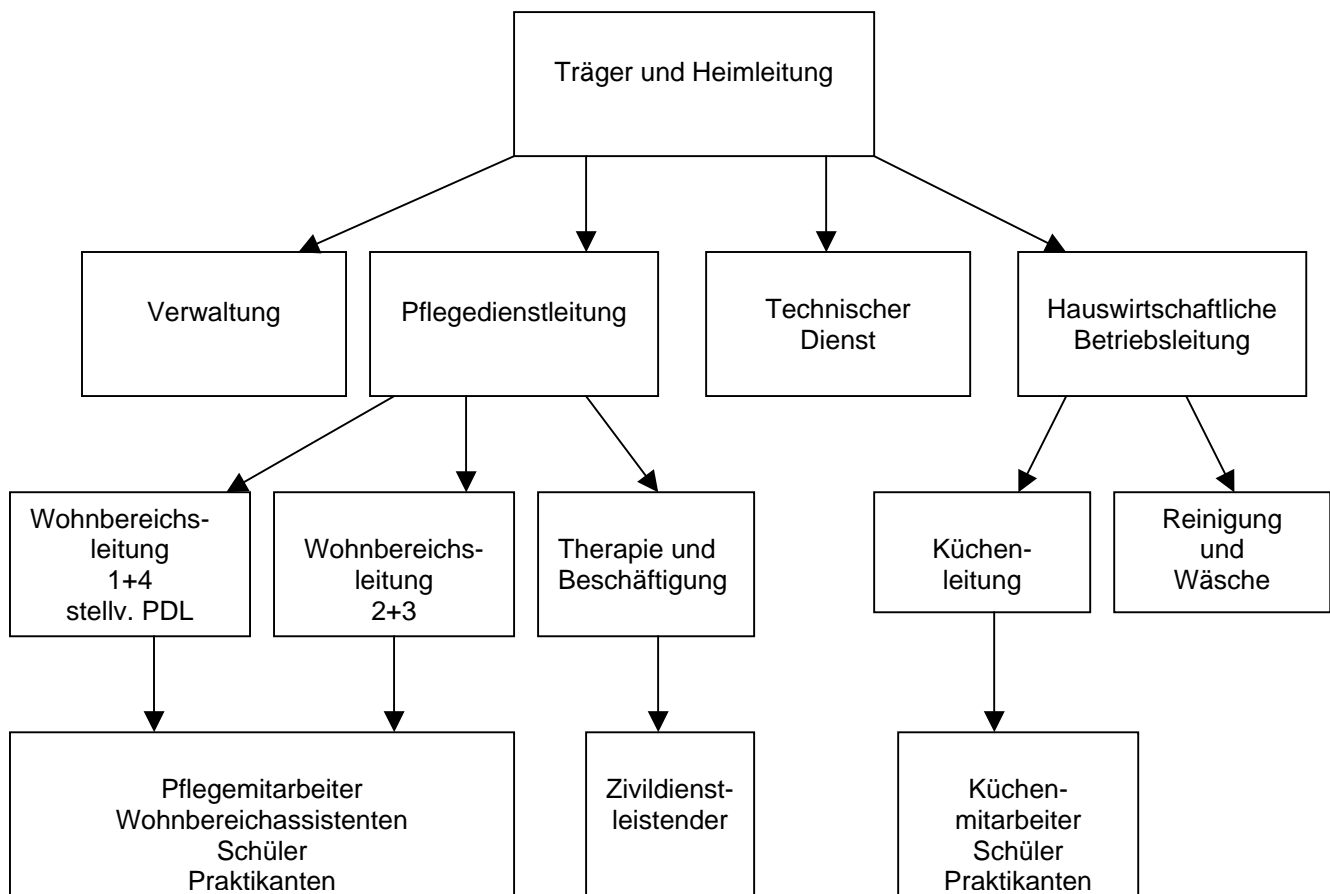 Träger und Heimleitung
Verwaltung
Pflegedienstleitung
Technischer
Dienst
Hauswirtschaftliche
Betriebsleitung
Wohnbereichs-
leitung
1+4
stellv. PDL
Wohnbereichs-
leitung
2+3
Therapie und
Beschäftigung
Küchen-
leitung
Reinigung
und
Wäsche
Pflegemitarbeiter
Wohnbereichassistenten
Schüler
Praktikanten
Zivildienst-
leistender
Küchen-
mitarbeiter
Schüler
Praktikanten